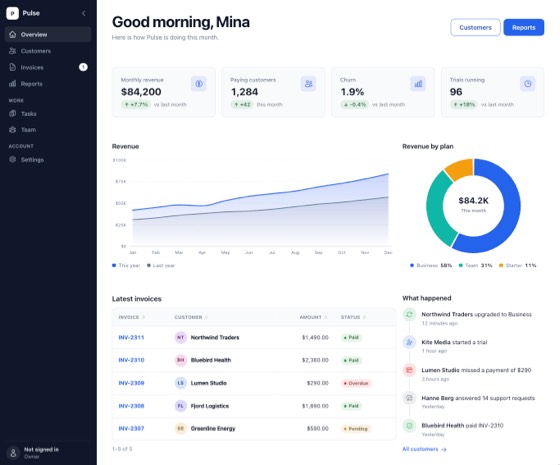 P Pulse
Overview
Customers
Invoices 1
Reports
WORK
Tasks
Team
ACCOUNT
Settings
Not signed in
Owner
Good morning, Mina
Here is how Pulse is doing this month.
Customers
Reports
Monthly revenue
$84,200
↑ +7.7% vs last month
Paying customers
1,284
↑ +42 this month
Churn
1.9%
↓ -0.4% vs last month
Trials running
96
↑ +18% vs last month
Revenue
$100K
$75K
$50K
$25K
$0
Jan Feb Mar Apr May Jun Jul Aug Sep Oct Nov Dec
This year Last year
Revenue by plan
$84.2K
This month
Business 58% Team 31% Starter 11%
Latest invoices
INVOICE CUSTOMER AMOUNT STATUS
INV-2311 NT Northwind Traders $1,490.00 Paid
INV-2310 BH Bluebird Health $2,380.00 Paid
INV-2309 LS Lumen Studio $290.00 Overdue
INV-2308 FL Fjord Logistics $1,890.00 Paid
INV-2307 GE Greenline Energy $590.00 Pending
1–5 of 5
What happened
Northwind Traders upgraded to Business
12 minutes ago
Kite Media started a trial
1 hour ago
Lumen Studio missed a payment of $290
3 hours ago
Hanne Berg answered 14 support requests
Yesterday
Bluebird Health paid INV-2310
Yesterday
All customers →